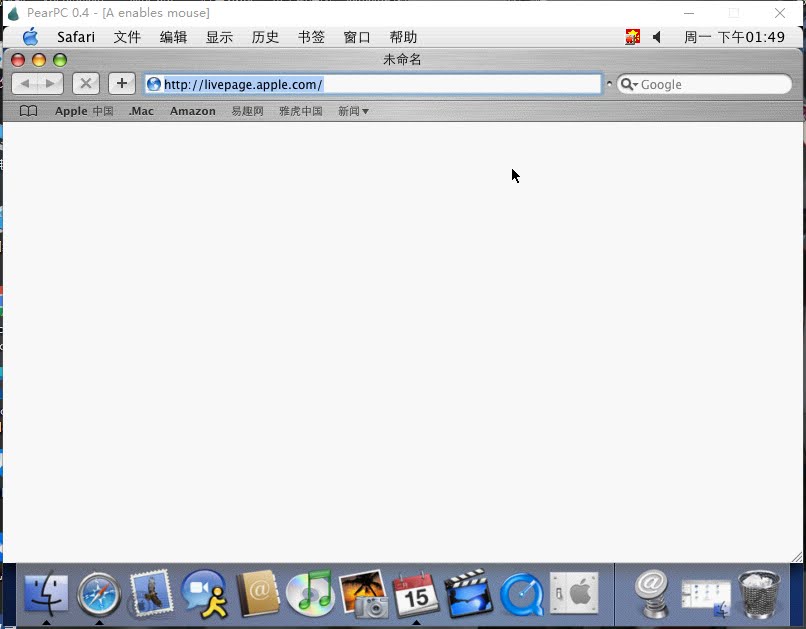 PearPC 0.4 - [A enables mouse]
Safari 文件 编辑 显示 历史 书签 窗口 帮助 周一 下午01:49
未命名
http://livepage.apple.com/ Google
Apple 中国 .Mac Amazon 易趣网 雅虎中国 新闻
JUL
15